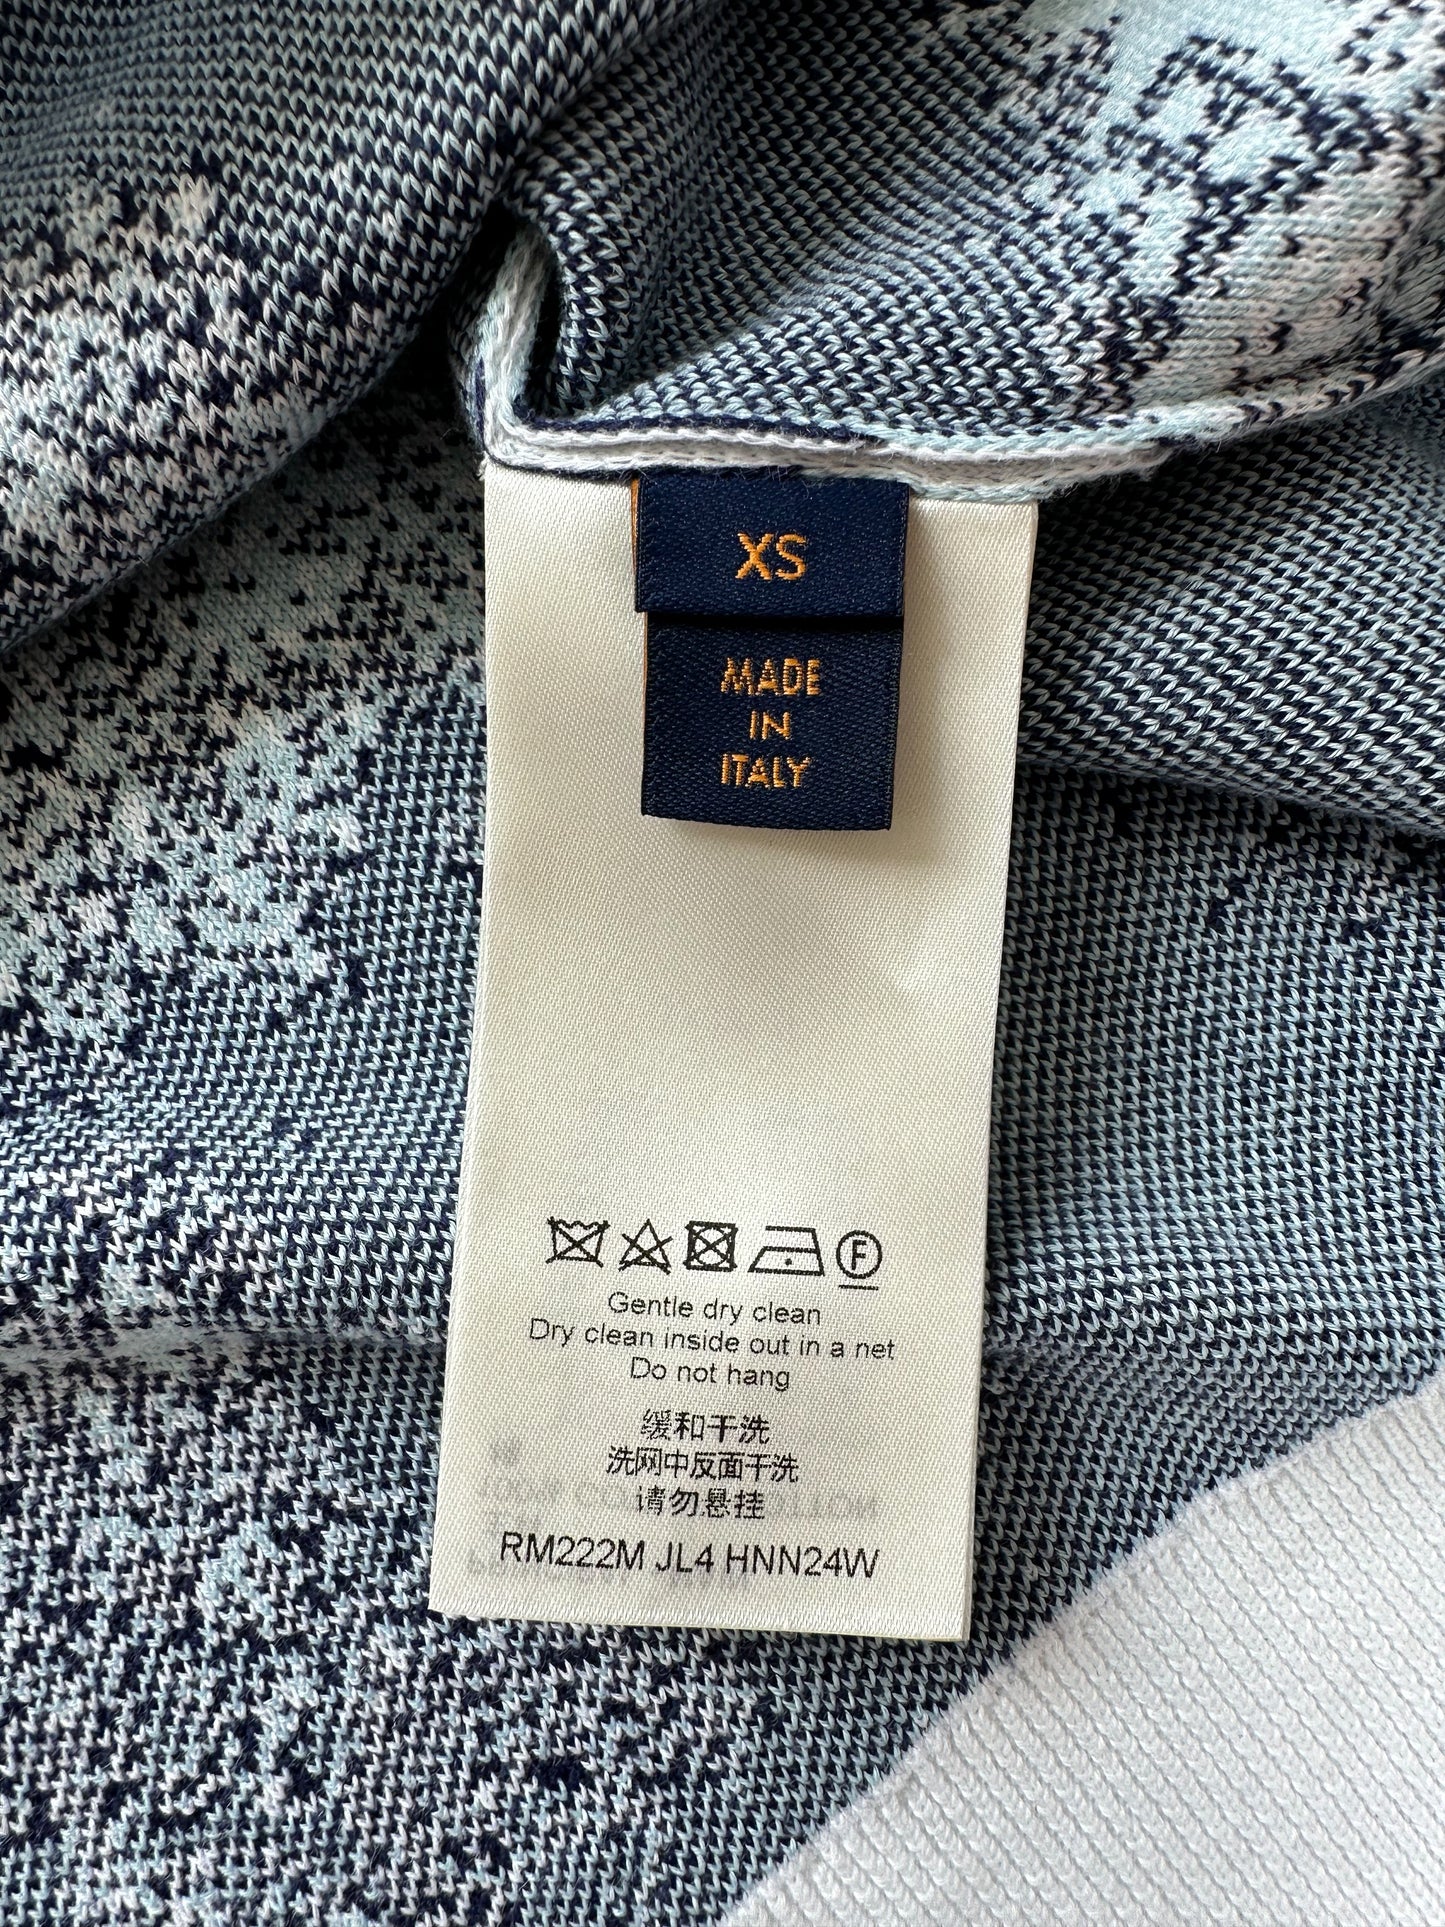 XS
MADE
IN
ITALY
F
Gentle dry clean
Dry clean inside out in a net
Do not hang
缓和干洗
洗网中反面干洗
请勿悬挂
RM222M JL4 HNN24W